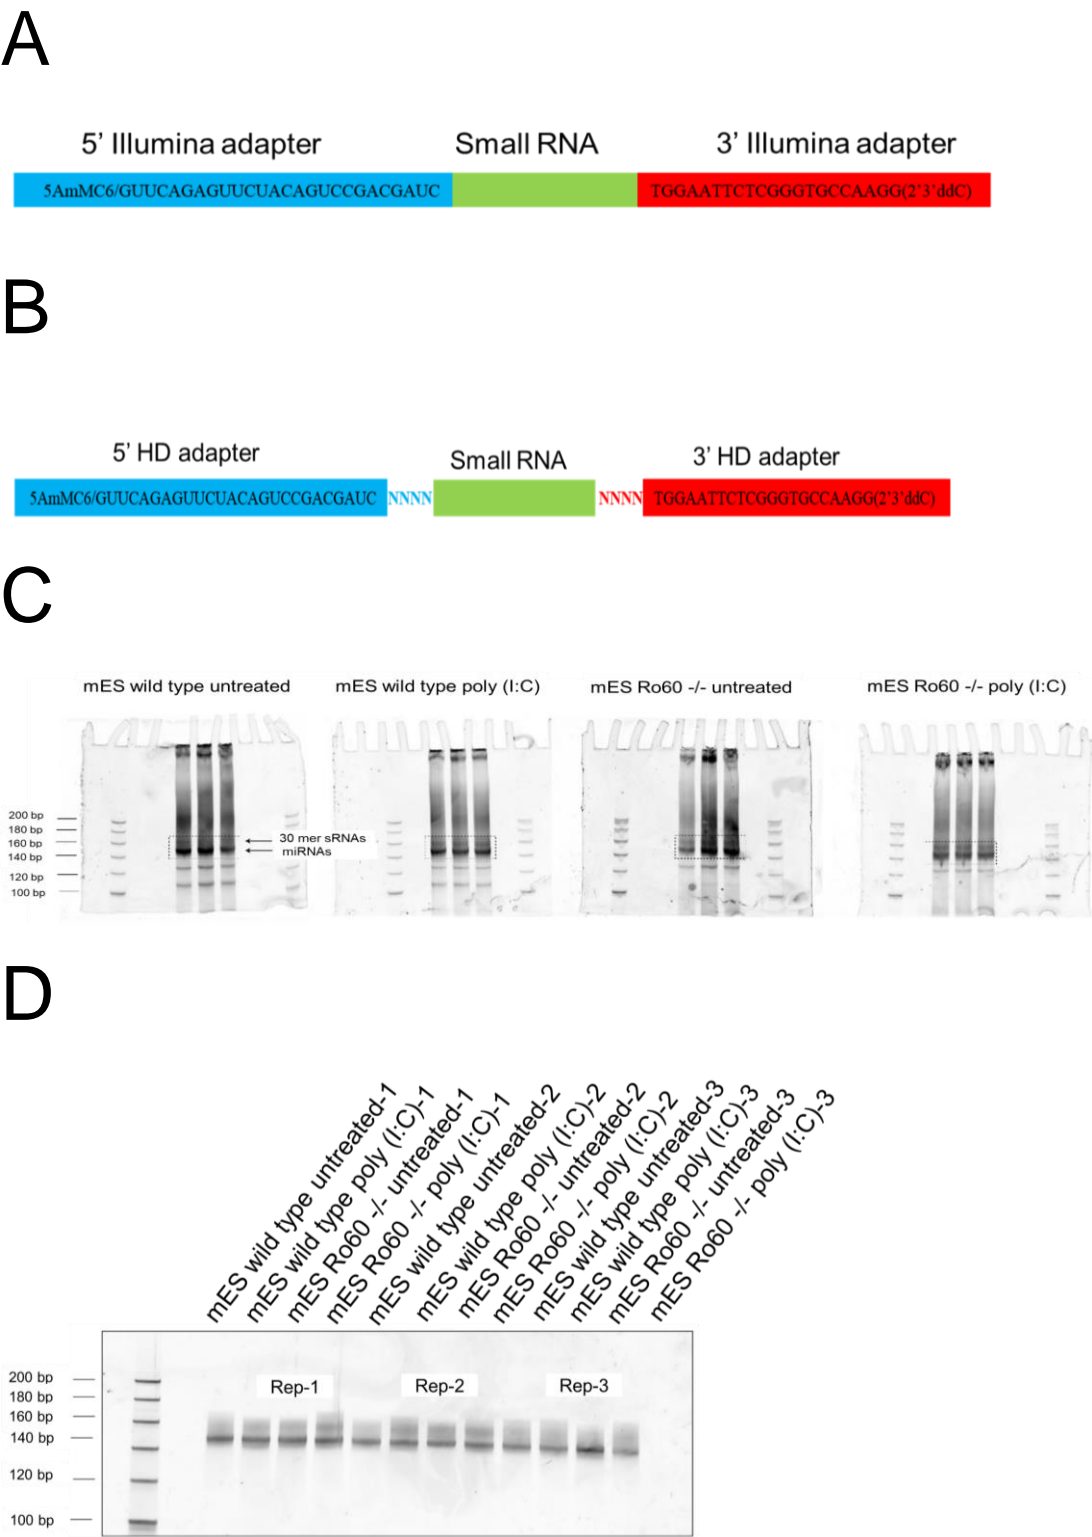 A
5’ Illumina adapter Small RNA 3’ Illumina adapter
5AmMC6/GUUCAGAGUUCUACAGUCCGACGAUC TGGAATTCTCGGGTGCCAAGG(2’3’ddC)
B
5’ HD adapter Small RNA 3’ HD adapter
5AmMC6/GUUCAGAGUUCUACAGUCCGACGAUC NNNN NNNN TGGAATTCTCGGGTGCCAAGG(2’3’ddC)
C
mES wild type untreated mES wild type poly (I:C) mES Ro60 -/- untreated mES Ro60 -/- poly (I:C)
200 bp
180 bp
160 bp
140 bp
120 bp
100 bp
30 mer sRNAs
miRNAs
D
mES wild type untreated-1
mES wild type poly (I:C)-1
mES Ro60 -/- untreated-1
mES Ro60 -/- poly (I:C)-1
mES wild type untreated-2
mES wild type poly (I:C)-2
mES Ro60 -/- untreated-2
mES Ro60 -/- poly (I:C)-2
mES wild type untreated-3
mES wild type poly (I:C)-3
mES Ro60 -/- untreated-3
mES Ro60 -/- poly (I:C)-3
Rep-1 Rep-2 Rep-3
200 bp
180 bp
160 bp
140 bp
120 bp
100 bp